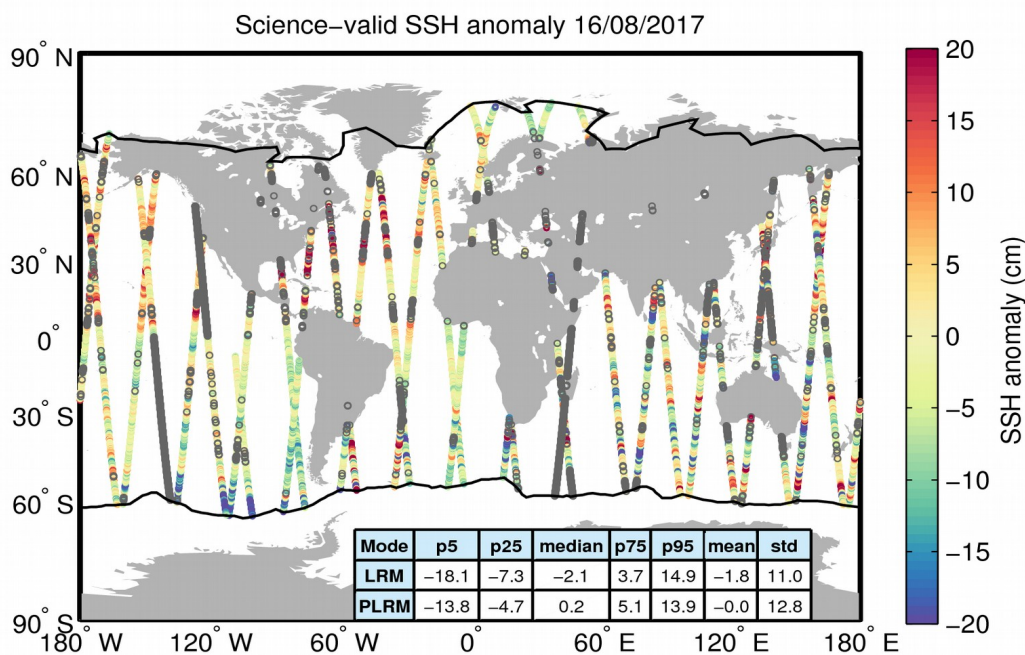 Science−valid SSH anomaly 16/08/2017
90° N
60° N
30° N
0°
30° S
60° S
90° S
180° W
120° W
60° W
0°
60° E
120° E
180° E
Mode p5 p25 median p75 p95 mean std
LRM −18.1 −7.3 −2.1 3.7 14.9 −1.8 11.0
PLRM −13.8 −4.7 0.2 5.1 13.9 −0.0 12.8
20
15
10
5
0
−5
−10
−15
−20
SSH anomaly (cm)